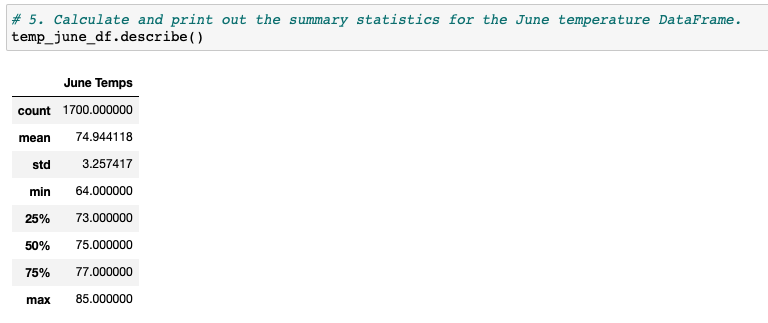 # 5. Calculate and print out the summary statistics for the June temperature DataFrame.
temp_june_df.describe()
June Temps
count 1700.000000
mean 74.944118
std 3.257417
min 64.000000
25% 73.000000
50% 75.000000
75% 77.000000
max 85.000000